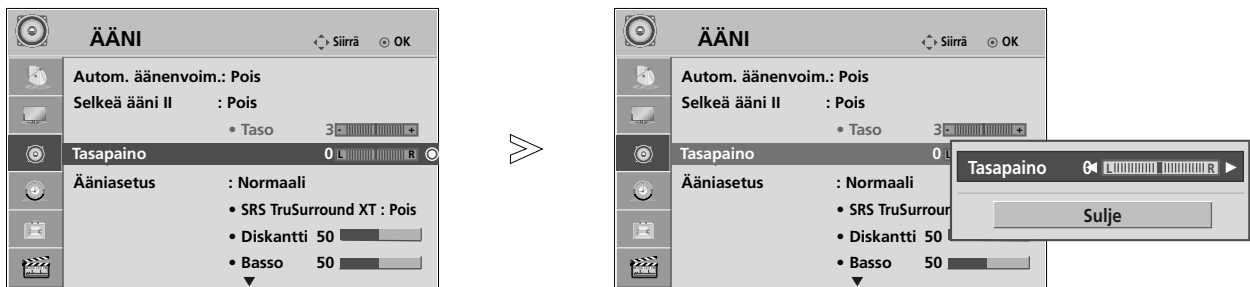 ÄÄNI Siirrä OK
Autom. äänenvoim.: Pois
Selkeä ääni II : Pois
• Taso 3 - +
Tasapaino 0 L R
Ääniasetus : Normaali
• SRS TruSurround XT : Pois
• Diskantti 50
• Basso 50
ÄÄNI Siirrä OK
Autom. äänenvoim.: Pois
Selkeä ääni II : Pois
• Taso 3 - +
Tasapaino 0 L
Ääniasetus : Normaali
• SRS TruSurroun
• Diskantti 50
• Basso 50
Tasapaino 0 L R
Sulje